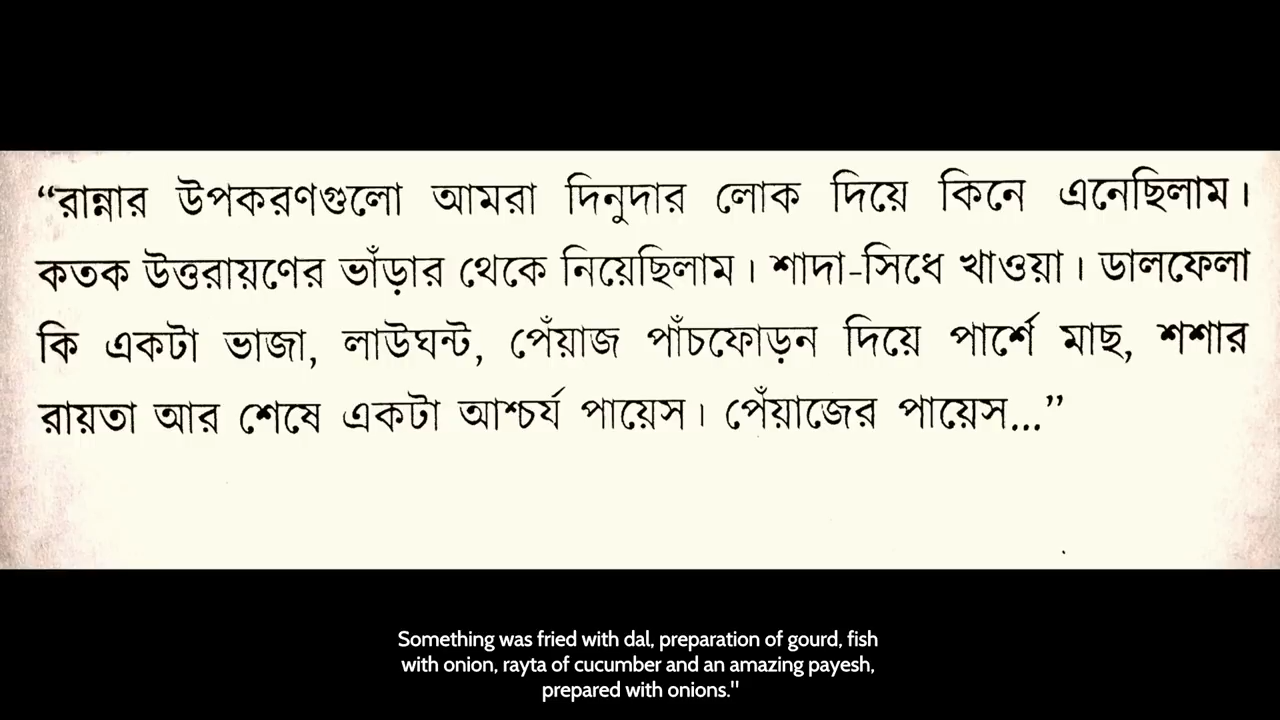 “রান্নার উপকরণগুলো আমরা দিনুদার লোক দিয়ে কিনে এনেছিলাম।
কতক উত্তরায়ণের ভাঁড়ার থেকে নিয়েছিলাম। শাদা-সিধে খাওয়া। ডালফেলা
কি একটা ভাজা, লাউঘন্ট, পেঁয়াজ পাঁচফোড়ন দিয়ে পার্শে মাছ, শশার
রায়তা আর শেষে একটা আশ্চর্য পায়েস। পেঁয়াজের পায়েস...”
Something was fried with dal, preparation of gourd, fish
with onion, rayta of cucumber and an amazing payesh,
prepared with onions."